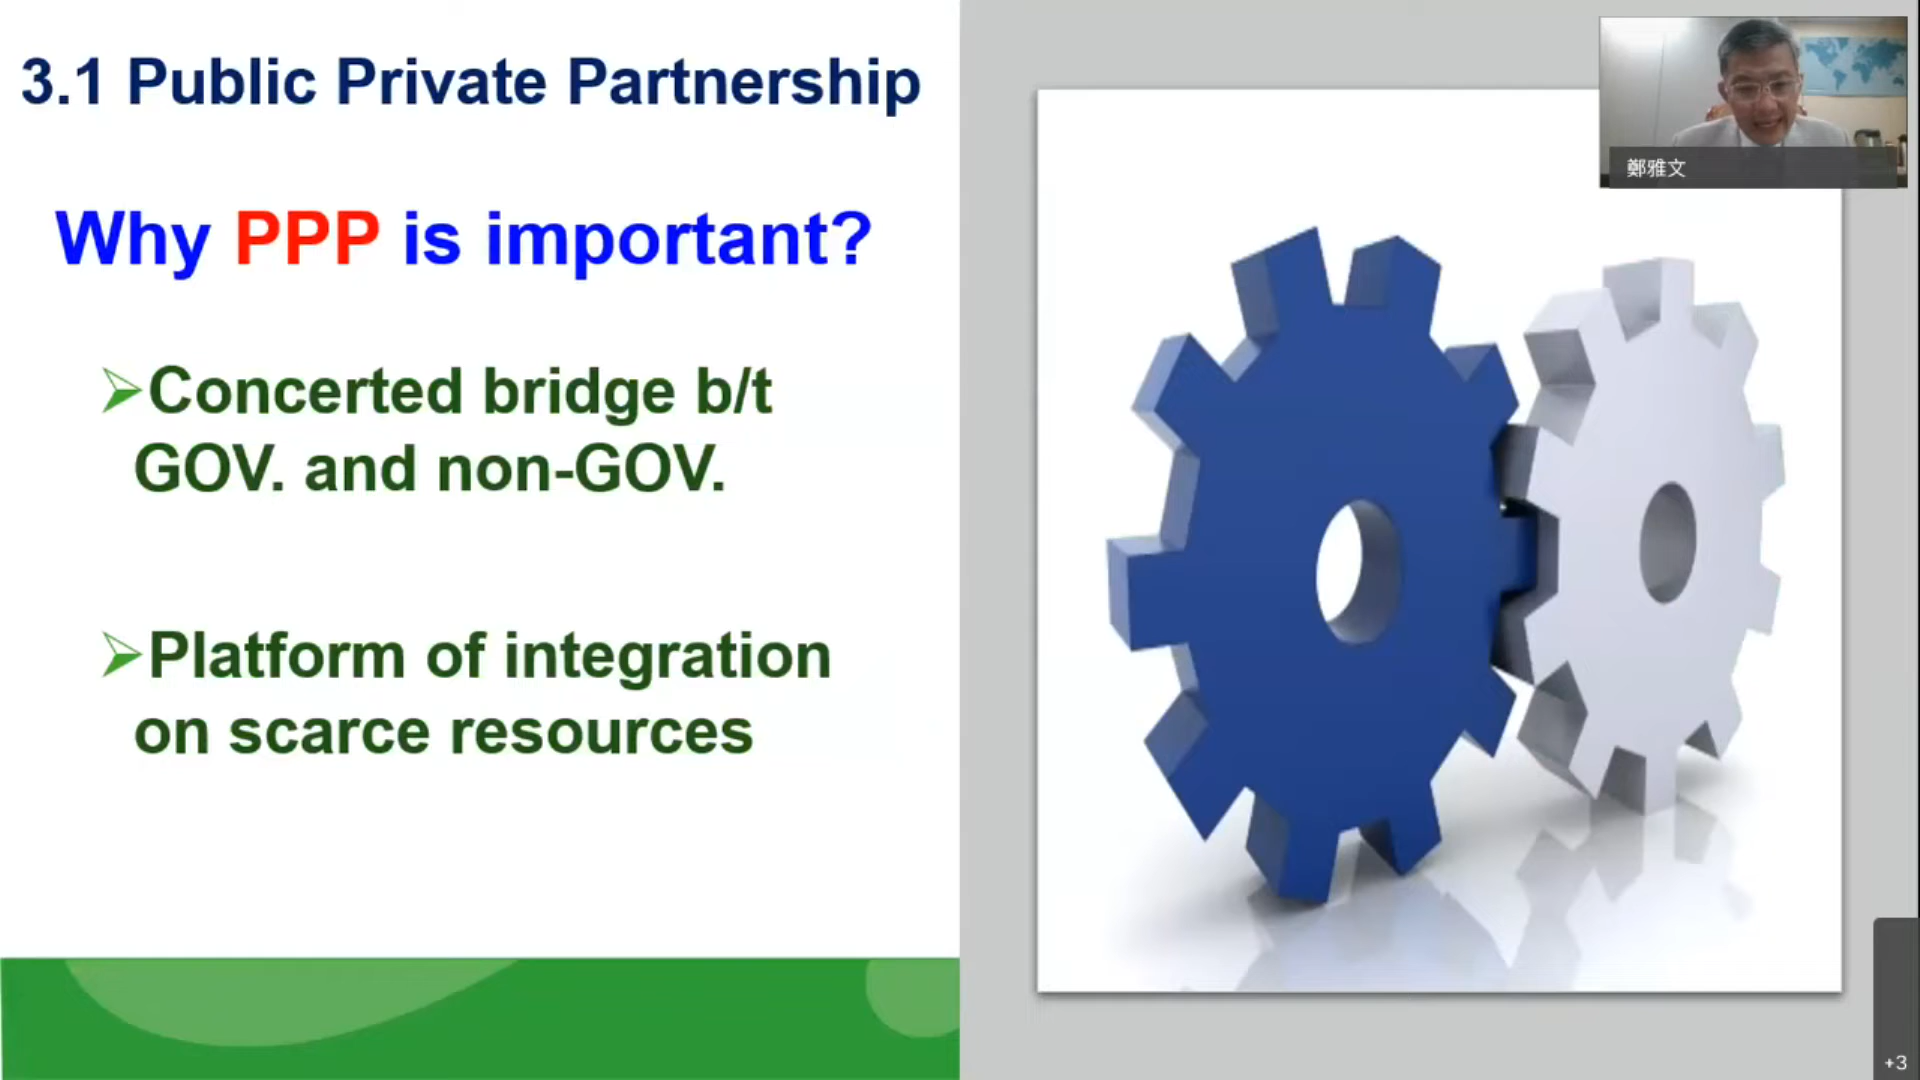 3.1 Public Private Partnership
Why PPP is important?
➢Concerted bridge b/t
GOV. and non-GOV.
➢Platform of integration
on scarce resources
鄭雅文
+3